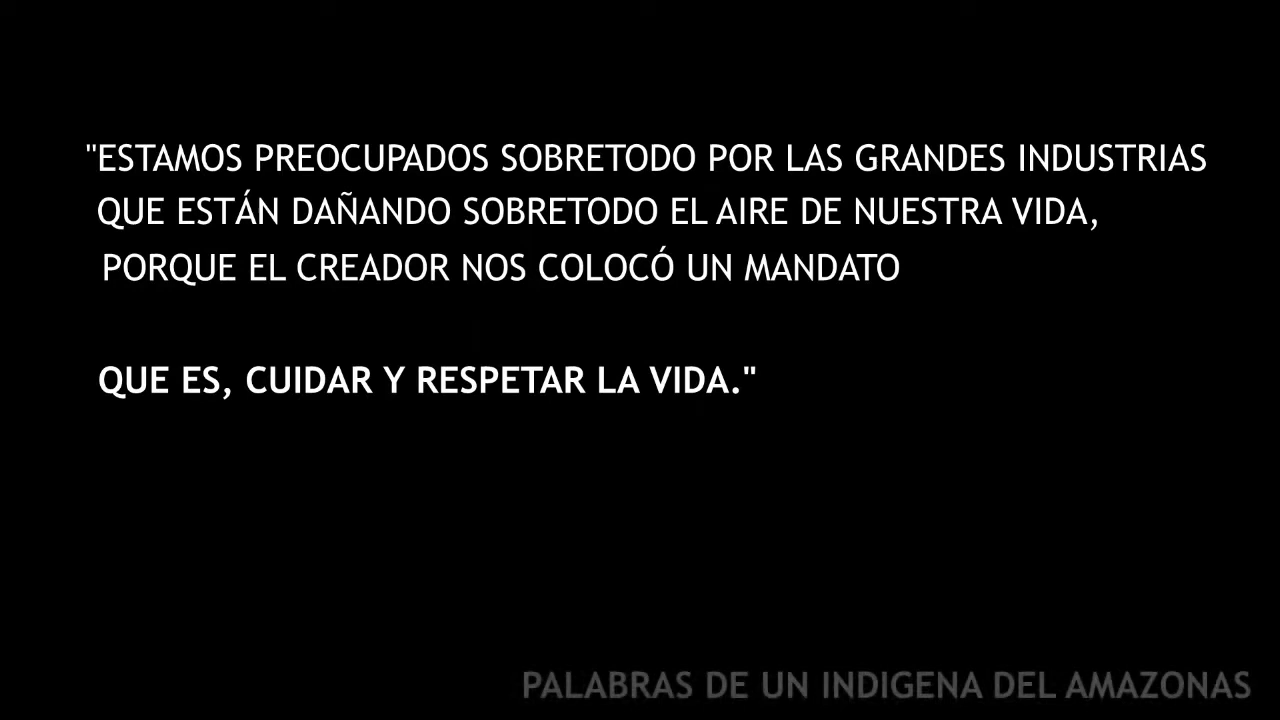 "ESTAMOS PREOCUPADOS SOBRETODO POR LAS GRANDES INDUSTRIAS
QUE ESTÁN DAÑANDO SOBRETODO EL AIRE DE NUESTRA VIDA,
PORQUE EL CREADOR NOS COLOCÓ UN MANDATO
QUE ES, CUIDAR Y RESPETAR LA VIDA."
PALABRAS DE UN INDIGENA DEL AMAZONAS